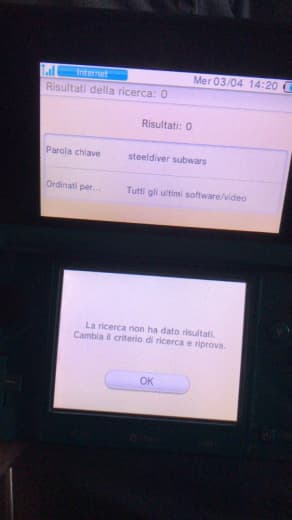 Internet
Mer 03/04 14:20
Risultati della ricerca: 0
Risultati: 0
Parola chiave steeldiver subwars
Ordinati per... Tutti gli ultimi software/video
La ricerca non ha dato risultati.
Cambia il criterio di ricerca e riprova.
OK